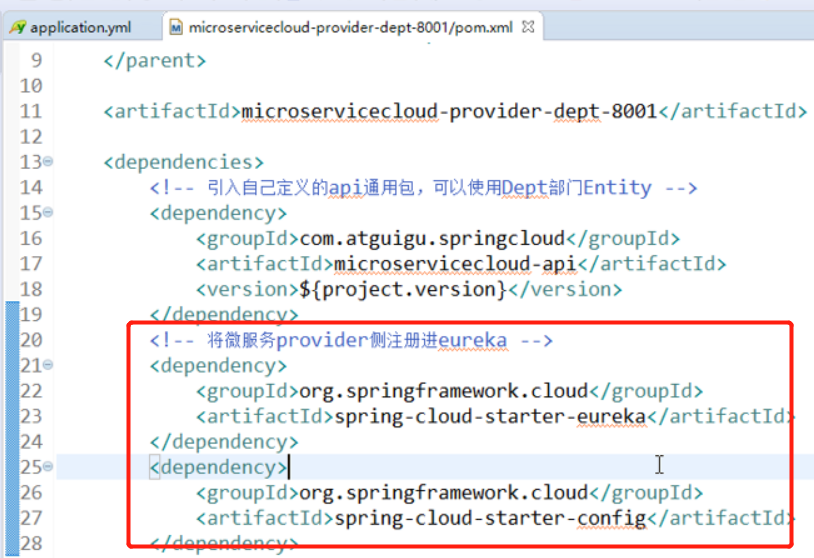 application.yml microservicecloud-provider-dept-8001/pom.xml
9 </parent>
10
11 <artifactId>microservicecloud-provider-dept-8001</artifactId>
12
13 <dependencies>
14 <!-- 引入自己定义的api通用包，可以使用Dept部门Entity -->
15 <dependency>
16 <groupId>com.atguigu.springcloud</groupId>
17 <artifactId>microservicecloud-api</artifactId>
18 <version>${project.version}</version>
19 </dependency>
20 <!-- 将微服务provider侧注册进eureka -->
21 <dependency>
22 <groupId>org.springframework.cloud</groupId>
23 <artifactId>spring-cloud-starter-eureka</artifactId>
24 </dependency>
25 <dependency>
26 <groupId>org.springframework.cloud</groupId>
27 <artifactId>spring-cloud-starter-config</artifactId>
28 </dependency>